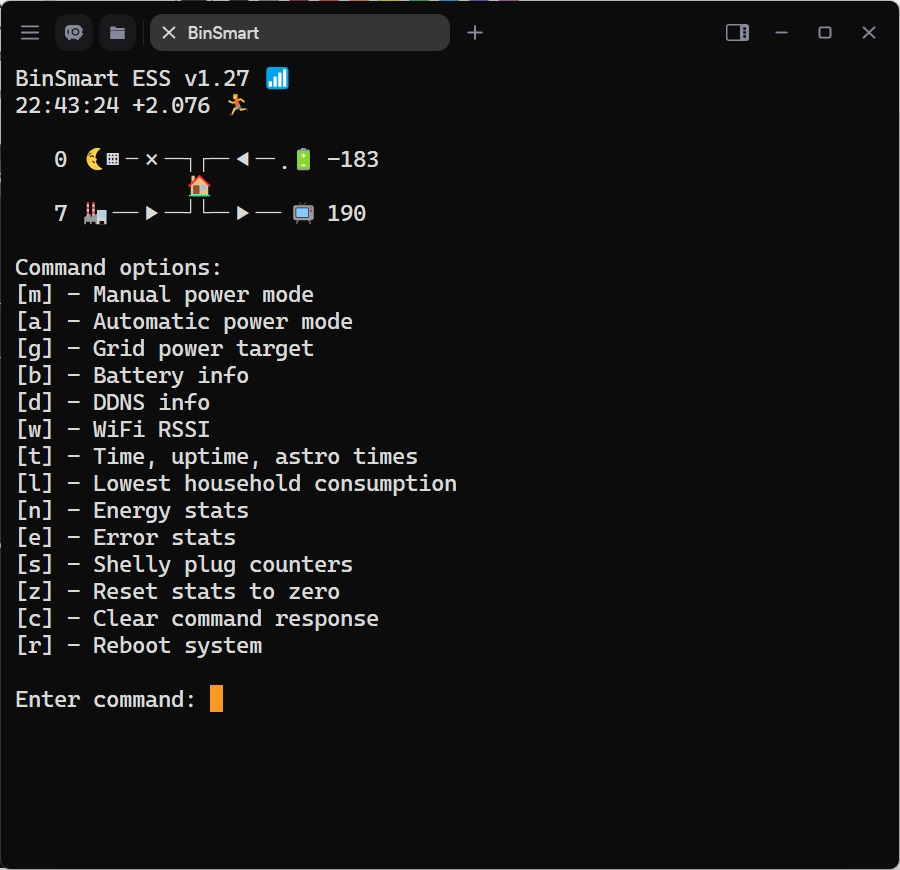 BinSmart
BinSmart ESS v1.27 📶
22:43:24 +2.076 🏃
0 🌜▦ — × —┐┌— ◀ — .🔋 −183
🏠
7 🏭 — ▶ —┘└— ▶ — 📺 190
Command options:
[m] - Manual power mode
[a] - Automatic power mode
[g] - Grid power target
[b] - Battery info
[d] - DDNS info
[w] - WiFi RSSI
[t] - Time, uptime, astro times
[l] - Lowest household consumption
[n] - Energy stats
[e] - Error stats
[s] - Shelly plug counters
[z] - Reset stats to zero
[c] - Clear command response
[r] - Reboot system
Enter command: